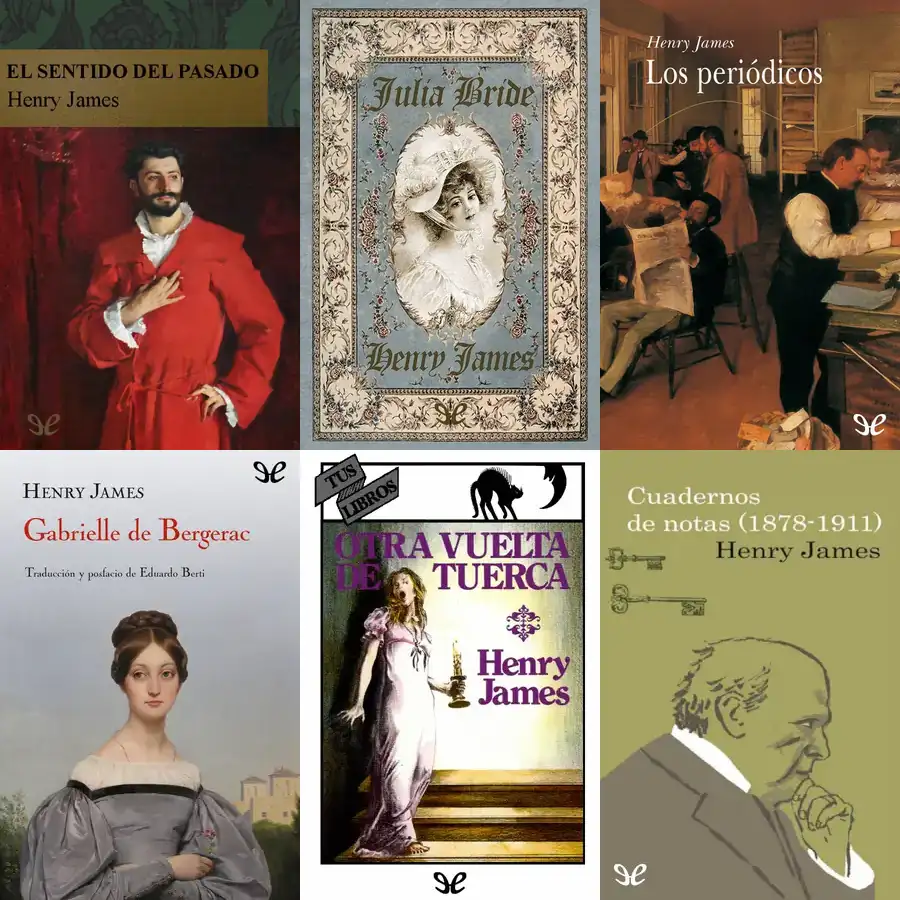 EL SENTIDO DEL PASADO
Henry James
Julia Bride
Henry James
Henry James
Los periódicos
HENRY JAMES
Gabrielle de Bergerac
Traducción y posfacio de Eduardo Berti
TUS
LIBROS
OTRA VUELTA
DE TUERCA
Henry
James
Cuadernos
de notas (1878-1911)
Henry James